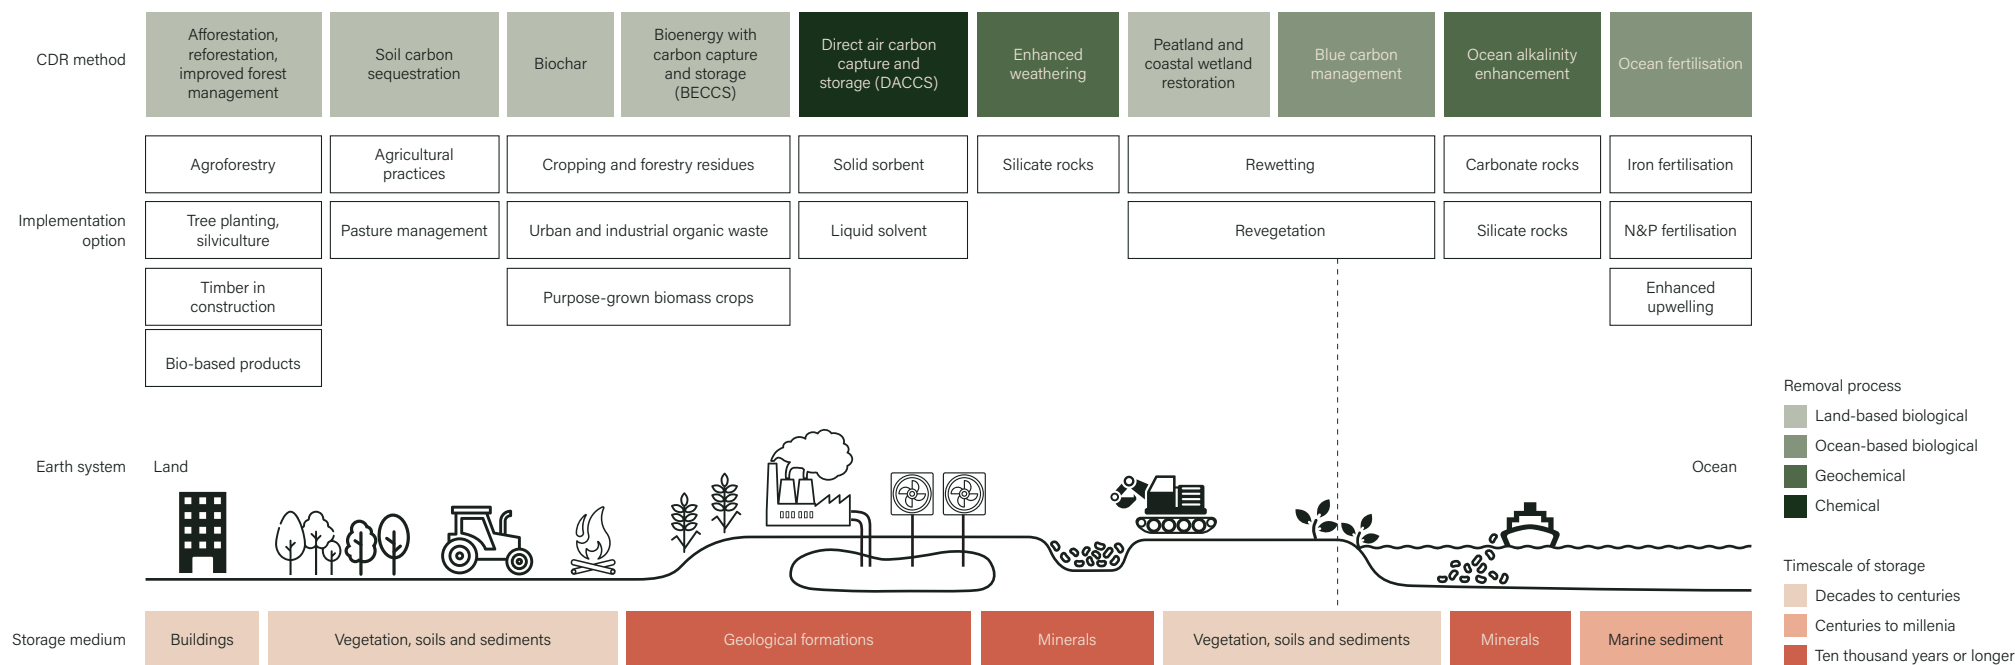 CDR method
Afforestation,
reforestation,
improved forest
management
Soil carbon
sequestration
Biochar
Bioenergy with
carbon capture
and storage
(BECCS)
Direct air carbon
capture and
storage (DACCS)
Enhanced
weathering
Peatland and
coastal wetland
restoration
Blue carbon
management
Ocean alkalinity
enhancement
Ocean fertilisation
Implementation
option
Agroforestry
Agricultural
practices
Cropping and forestry residues
Solid sorbent
Silicate rocks
Rewetting
Carbonate rocks
Iron fertilisation
Tree planting,
silviculture
Pasture management
Urban and industrial organic waste
Liquid solvent
Revegetation
Silicate rocks
N&P fertilisation
Timber in
construction
Purpose-grown biomass crops
Enhanced
upwelling
Bio-based products
Earth system
Land
Ocean
Storage medium
Buildings
Vegetation, soils and sediments
Geological formations
Minerals
Vegetation, soils and sediments
Minerals
Marine sediment
Removal process
Land-based biological
Ocean-based biological
Geochemical
Chemical
Timescale of storage
Decades to centuries
Centuries to millenia
Ten thousand years or longer